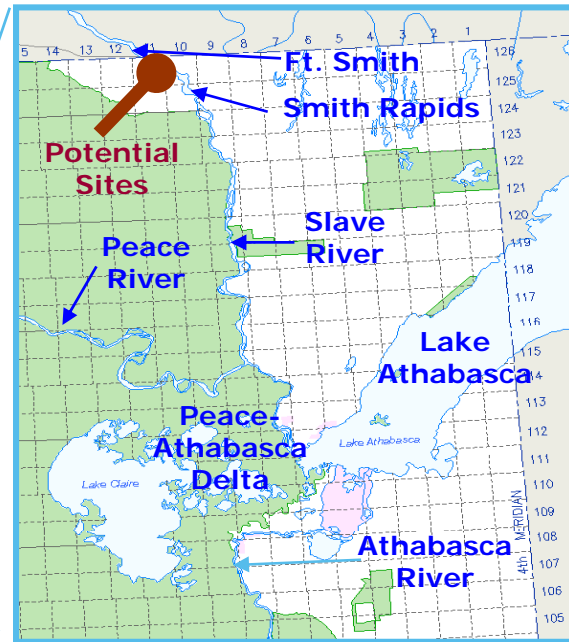 5 14 13 12 10 9 8 7 6 5 4 3 2 1
126
Ft. Smith
125
Smith Rapids
124
123
Potential
Sites
122
121
120
Slave
River
119
Peace
River
118
117
116
Lake
Athabasca
115
114
113
Peace-
Athabasca
Delta
112
Lake Athabasca
111
Lake Claire
110
109
108
Athabasca
River
107
106
105
4th MERIDIAN